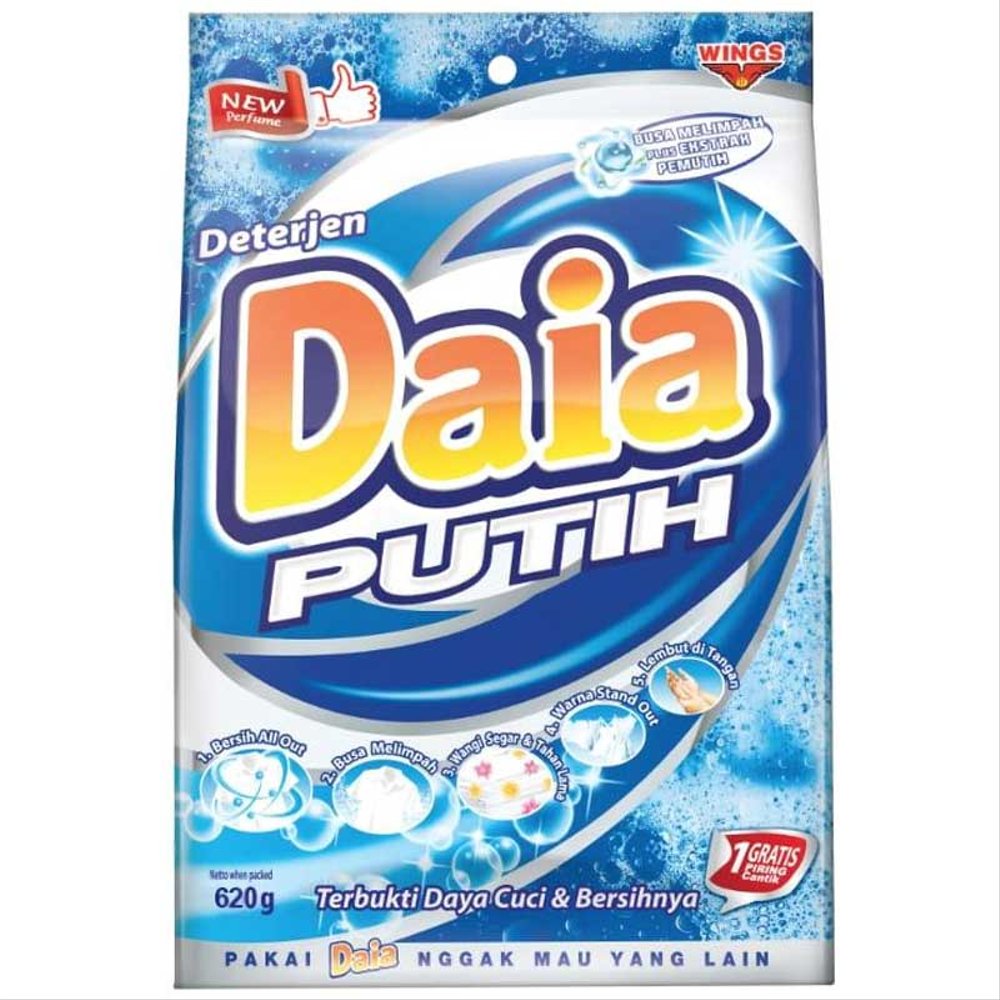 WINGS
NEW
Perfume
BUSA MELIMPAH
PLUS EKSTRAK
PEMUTIH
Deterjen
Daia
PUTIH
1. Bersih All Out
2. Busa Melimpah
3. Wangi Segar & Tahan Lama
4. Warna Stand Out
5. Lembut di Tangan
Netto when packed
620 g
Terbukti Daya Cuci & Bersihnya
1 GRATIS
PIRING
Cantik
PAKAI Daia NGGAK MAU YANG LAIN